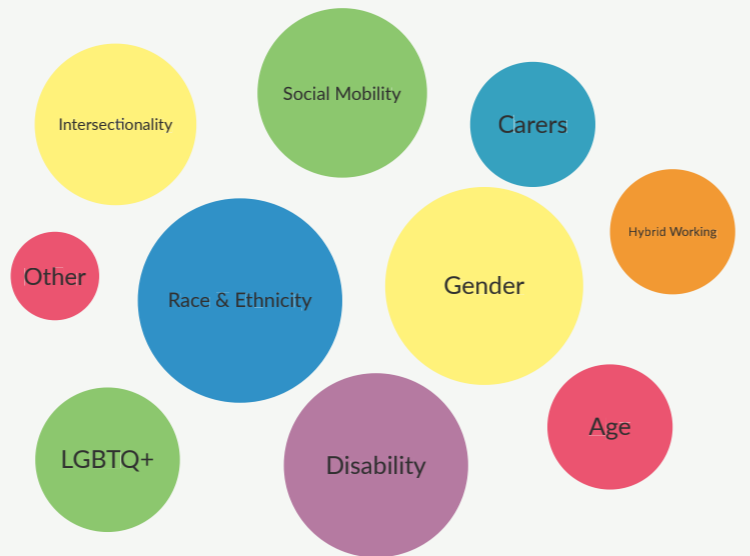 Social Mobility
Intersectionality
Carers
Hybrid Working
Other
Race & Ethnicity
Gender
LGBTQ+
Disability
Age